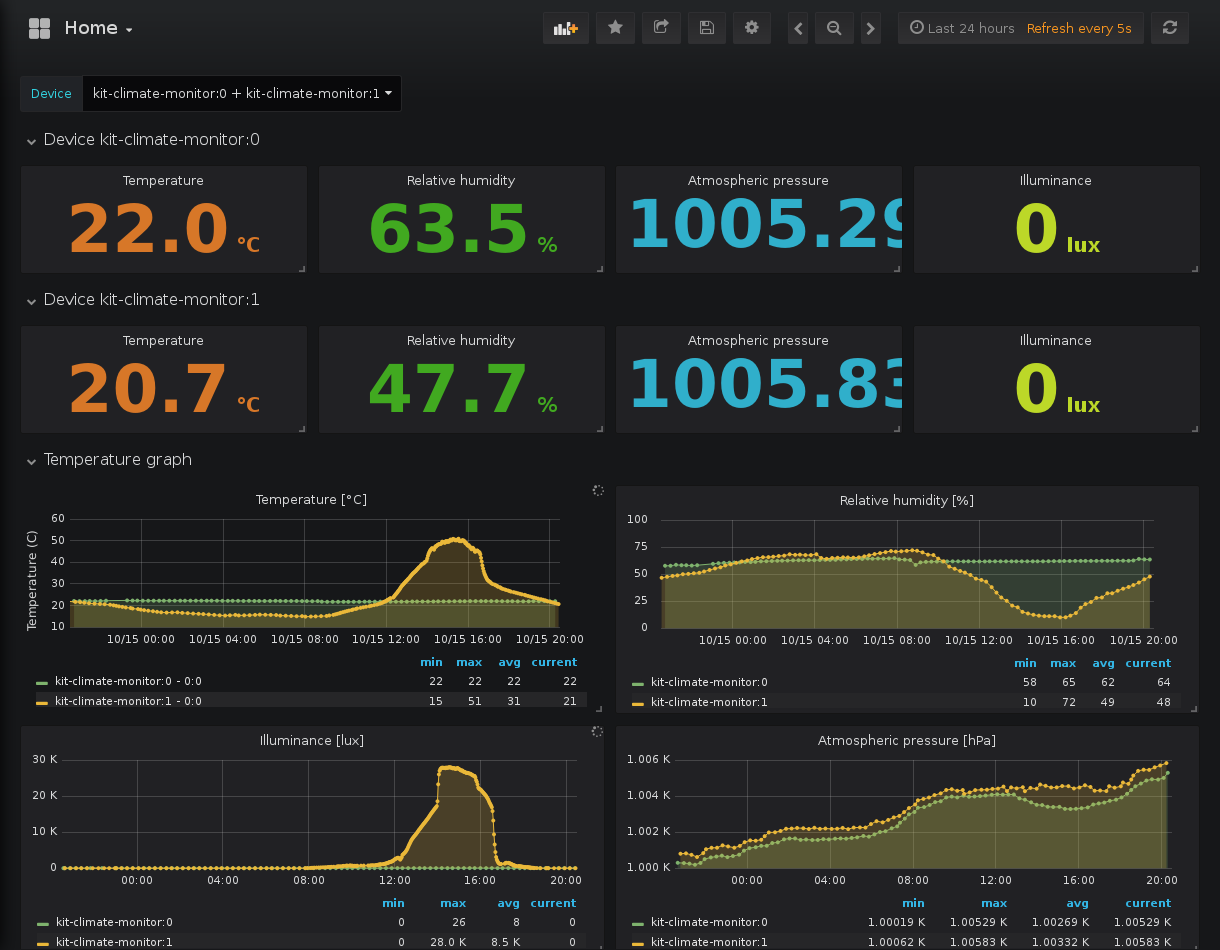 Home
Last 24 hours Refresh every 5s
Device kit-climate-monitor:0 + kit-climate-monitor:1
Device kit-climate-monitor:0
Temperature Relative humidity Atmospheric pressure Illuminance
22.0 °C 63.5 % 1005.29 0 lux
Device kit-climate-monitor:1
Temperature Relative humidity Atmospheric pressure Illuminance
20.7 °C 47.7 % 1005.83 0 lux
Temperature graph
Temperature [°C]
Temperature (C)
60
50
40
30
20
10
10/15 00:00 10/15 04:00 10/15 08:00 10/15 12:00 10/15 16:00 10/15 20:00
min max avg current
kit-climate-monitor:0 - 0:0 22 22 22 22
kit-climate-monitor:1 - 0:0 15 51 31 21
Relative humidity [%]
100
75
50
25
0
10/15 00:00 10/15 04:00 10/15 08:00 10/15 12:00 10/15 16:00 10/15 20:00
min max avg current
kit-climate-monitor:0 58 65 62 64
kit-climate-monitor:1 10 72 49 48
Illuminance [lux]
30 K
20 K
10 K
0
00:00 04:00 08:00 12:00 16:00 20:00
min max avg current
kit-climate-monitor:0 0 26 8 0
kit-climate-monitor:1 0 28.0 K 8.5 K 0
Atmospheric pressure [hPa]
1.006 K
1.004 K
1.002 K
1.000 K
00:00 04:00 08:00 12:00 16:00 20:00
min max avg current
kit-climate-monitor:0 1.00019 K 1.00529 K 1.00269 K 1.00529 K
kit-climate-monitor:1 1.00062 K 1.00583 K 1.00332 K 1.00583 K